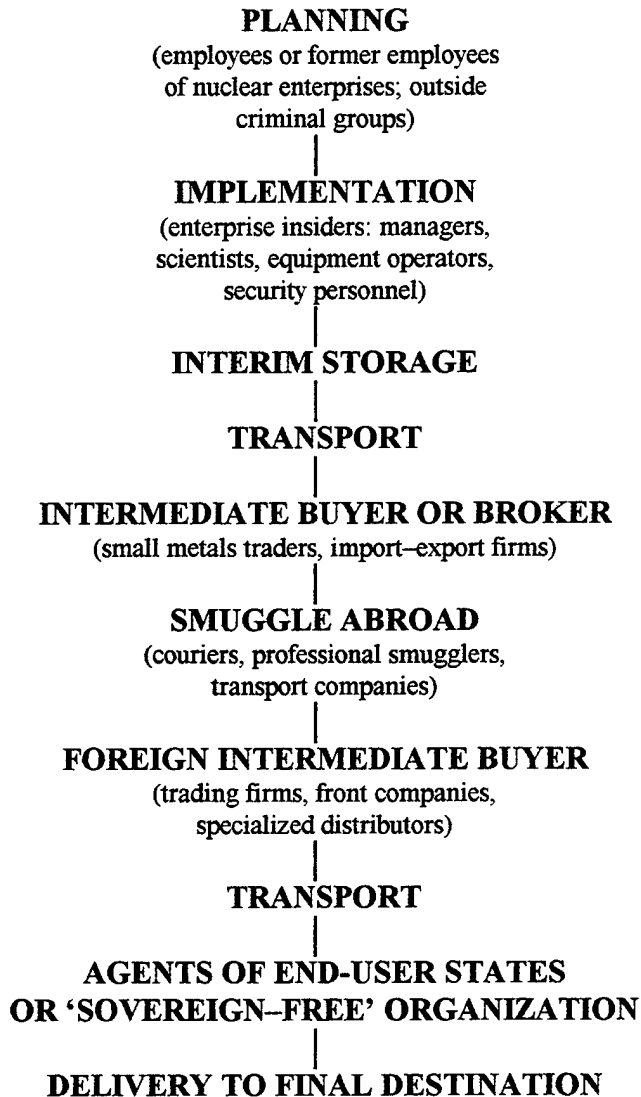 PLANNING
(employees or former employees
of nuclear enterprises; outside
criminal groups)
IMPLEMENTATION
(enterprise insiders: managers,
scientists, equipment operators,
security personnel)
INTERIM STORAGE
TRANSPORT
INTERMEDIATE BUYER OR BROKER
(small metals traders, import–export firms)
SMUGGLE ABROAD
(couriers, professional smugglers,
transport companies)
FOREIGN INTERMEDIATE BUYER
(trading firms, front companies,
specialized distributors)
TRANSPORT
AGENTS OF END-USER STATES
OR ‘SOVEREIGN–FREE’ ORGANIZATION
DELIVERY TO FINAL DESTINATION